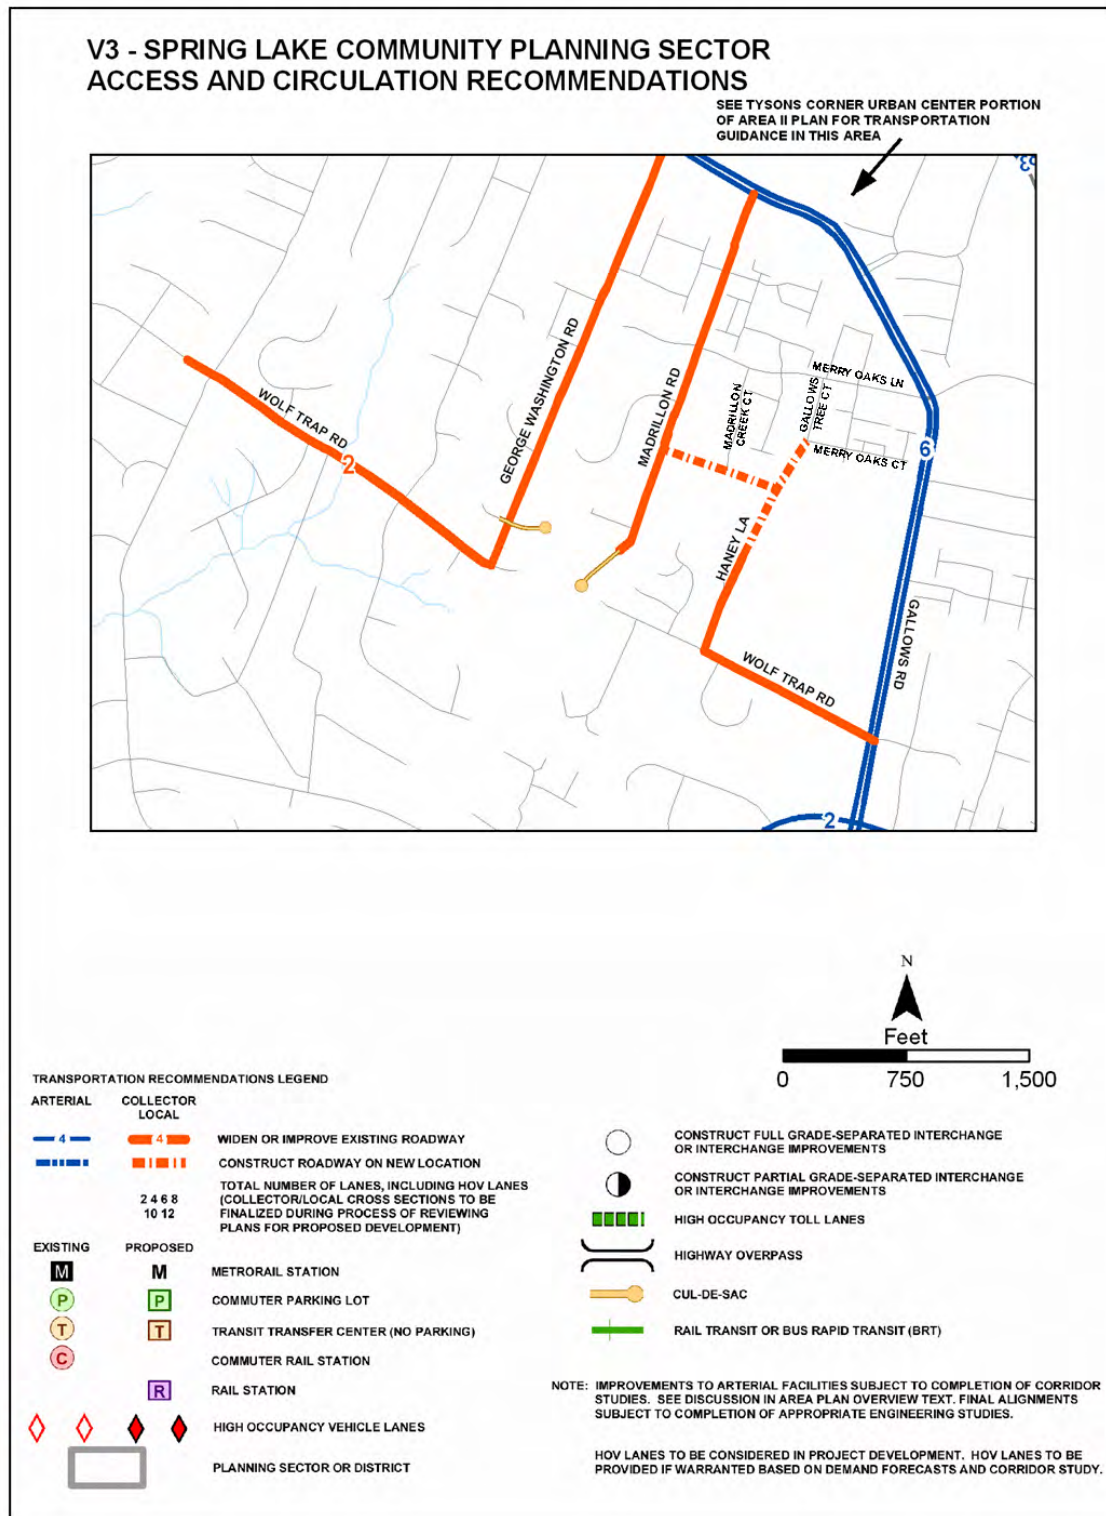 V3 - SPRING LAKE COMMUNITY PLANNING SECTOR
ACCESS AND CIRCULATION RECOMMENDATIONS
SEE TYSONS CORNER URBAN CENTER PORTION
OF AREA II PLAN FOR TRANSPORTATION
GUIDANCE IN THIS AREA
GEORGE WASHINGTON RD
MADRILLON RD
MERRY OAKS LN
GALLOWS
TREE CT
MADRILLON
CREEK CT
MERRY OAKS CT
6
WOLF TRAP RD
2
HANEY LA
GALLOWS RD
WOLF TRAP RD
2
N
Feet
0 750 1,500
TRANSPORTATION RECOMMENDATIONS LEGEND
ARTERIAL
COLLECTOR
LOCAL
4 4 WIDEN OR IMPROVE EXISTING ROADWAY
CONSTRUCT ROADWAY ON NEW LOCATION
2 4 6 8
10 12
TOTAL NUMBER OF LANES, INCLUDING HOV LANES
(COLLECTOR/LOCAL CROSS SECTIONS TO BE
FINALIZED DURING PROCESS OF REVIEWING
PLANS FOR PROPOSED DEVELOPMENT)
EXISTING PROPOSED
M M METRORAIL STATION
P P COMMUTER PARKING LOT
T T TRANSIT TRANSFER CENTER (NO PARKING)
C COMMUTER RAIL STATION
R RAIL STATION
HIGH OCCUPANCY VEHICLE LANES
PLANNING SECTOR OR DISTRICT
CONSTRUCT FULL GRADE-SEPARATED INTERCHANGE
OR INTERCHANGE IMPROVEMENTS
CONSTRUCT PARTIAL GRADE-SEPARATED INTERCHANGE
OR INTERCHANGE IMPROVEMENTS
HIGH OCCUPANCY TOLL LANES
HIGHWAY OVERPASS
CUL-DE-SAC
RAIL TRANSIT OR BUS RAPID TRANSIT (BRT)
NOTE: IMPROVEMENTS TO ARTERIAL FACILITIES SUBJECT TO COMPLETION OF CORRIDOR
STUDIES. SEE DISCUSSION IN AREA PLAN OVERVIEW TEXT. FINAL ALIGNMENTS
SUBJECT TO COMPLETION OF APPROPRIATE ENGINEERING STUDIES.
HOV LANES TO BE CONSIDERED IN PROJECT DEVELOPMENT. HOV LANES TO BE
PROVIDED IF WARRANTED BASED ON DEMAND FORECASTS AND CORRIDOR STUDY.